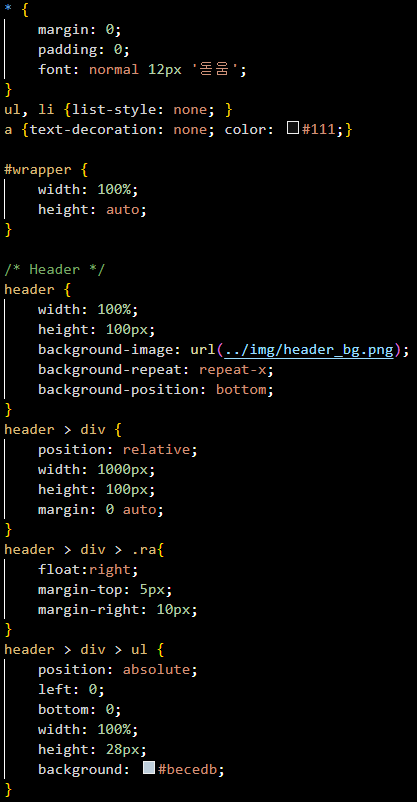 * {
    margin: 0;
    padding: 0;
    font: normal 12px '돋움';
}
ul, li {list-style: none; }
a {text-decoration: none; color: #111;}

#wrapper {
    width: 100%;
    height: auto;
}

/* Header */
header {
    width: 100%;
    height: 100px;
    background-image: url(../img/header_bg.png);
    background-repeat: repeat-x;
    background-position: bottom;
}
header > div {
    position: relative;
    width: 1000px;
    height: 100px;
    margin: 0 auto;
}
header > div > .ra{
    float:right;
    margin-top: 5px;
    margin-right: 10px;
}
header > div > ul {
    position: absolute;
    left: 0;
    bottom: 0;
    width: 100%;
    height: 28px;
    background: #becedb;
}